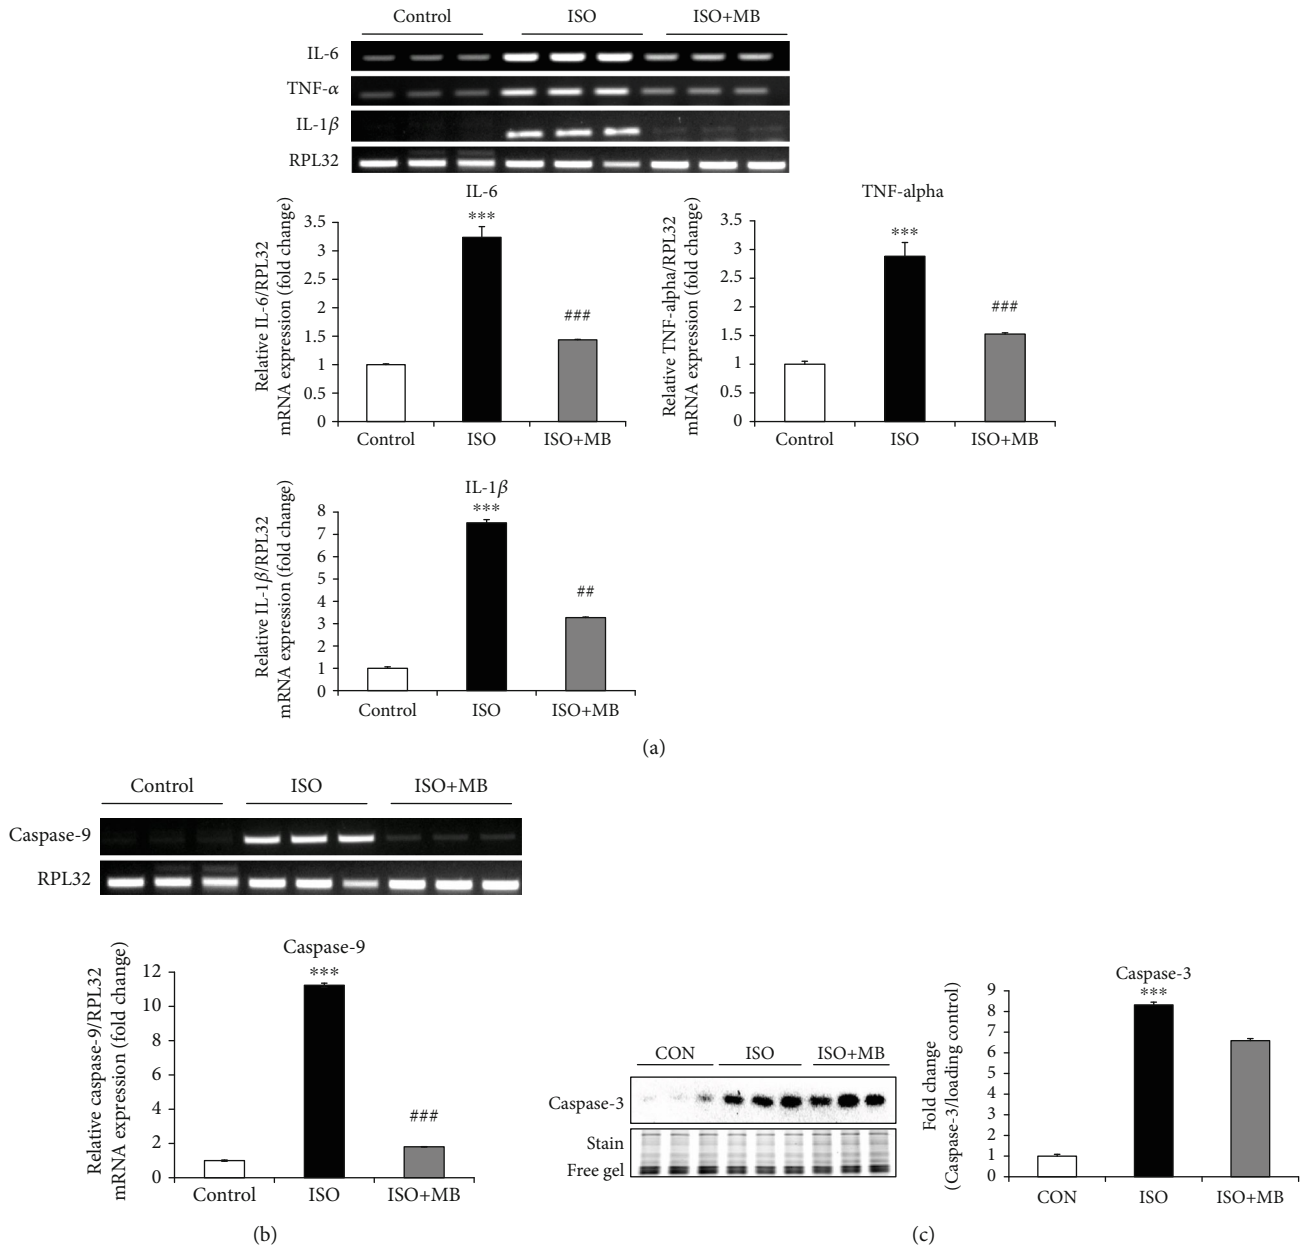 Control ISO ISO+MB
IL-6
TNF-α
IL-1β
RPL32
IL-6
Relative IL-6/RPL32
mRNA expression (fold change)
3.5
3
2.5
2
1.5
1
0.5
0
***
###
Control ISO ISO+MB
TNF-alpha
Relative TNF-alpha/RPL32
mRNA expression (fold change)
3.5
3
2.5
2
1.5
1
0.5
0
***
###
Control ISO ISO+MB
IL-1β
Relative IL-1β/RPL32
mRNA expression (fold change)
8
7
6
5
4
3
2
1
0
***
##
Control ISO ISO+MB
(a)
Control ISO ISO+MB
Caspase-9
RPL32
Caspase-9
Relative caspase-9/RPL32
mRNA expression (fold change)
12
10
8
6
4
2
0
***
###
Control ISO ISO+MB
(b)
CON ISO ISO+MB
Caspase-3
Stain
Free gel
Caspase-3
Fold change
(Caspase-3/loading control)
9
8
7
6
5
4
3
2
1
0
***
CON ISO ISO+MB
(c)